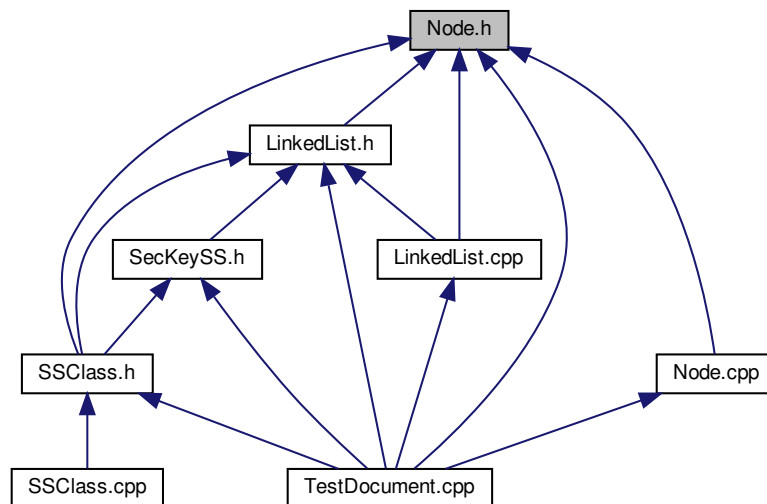 Node.h
LinkedList.h
SecKeySS.h
LinkedList.cpp
SSClass.h
Node.cpp
SSClass.cpp
TestDocument.cpp